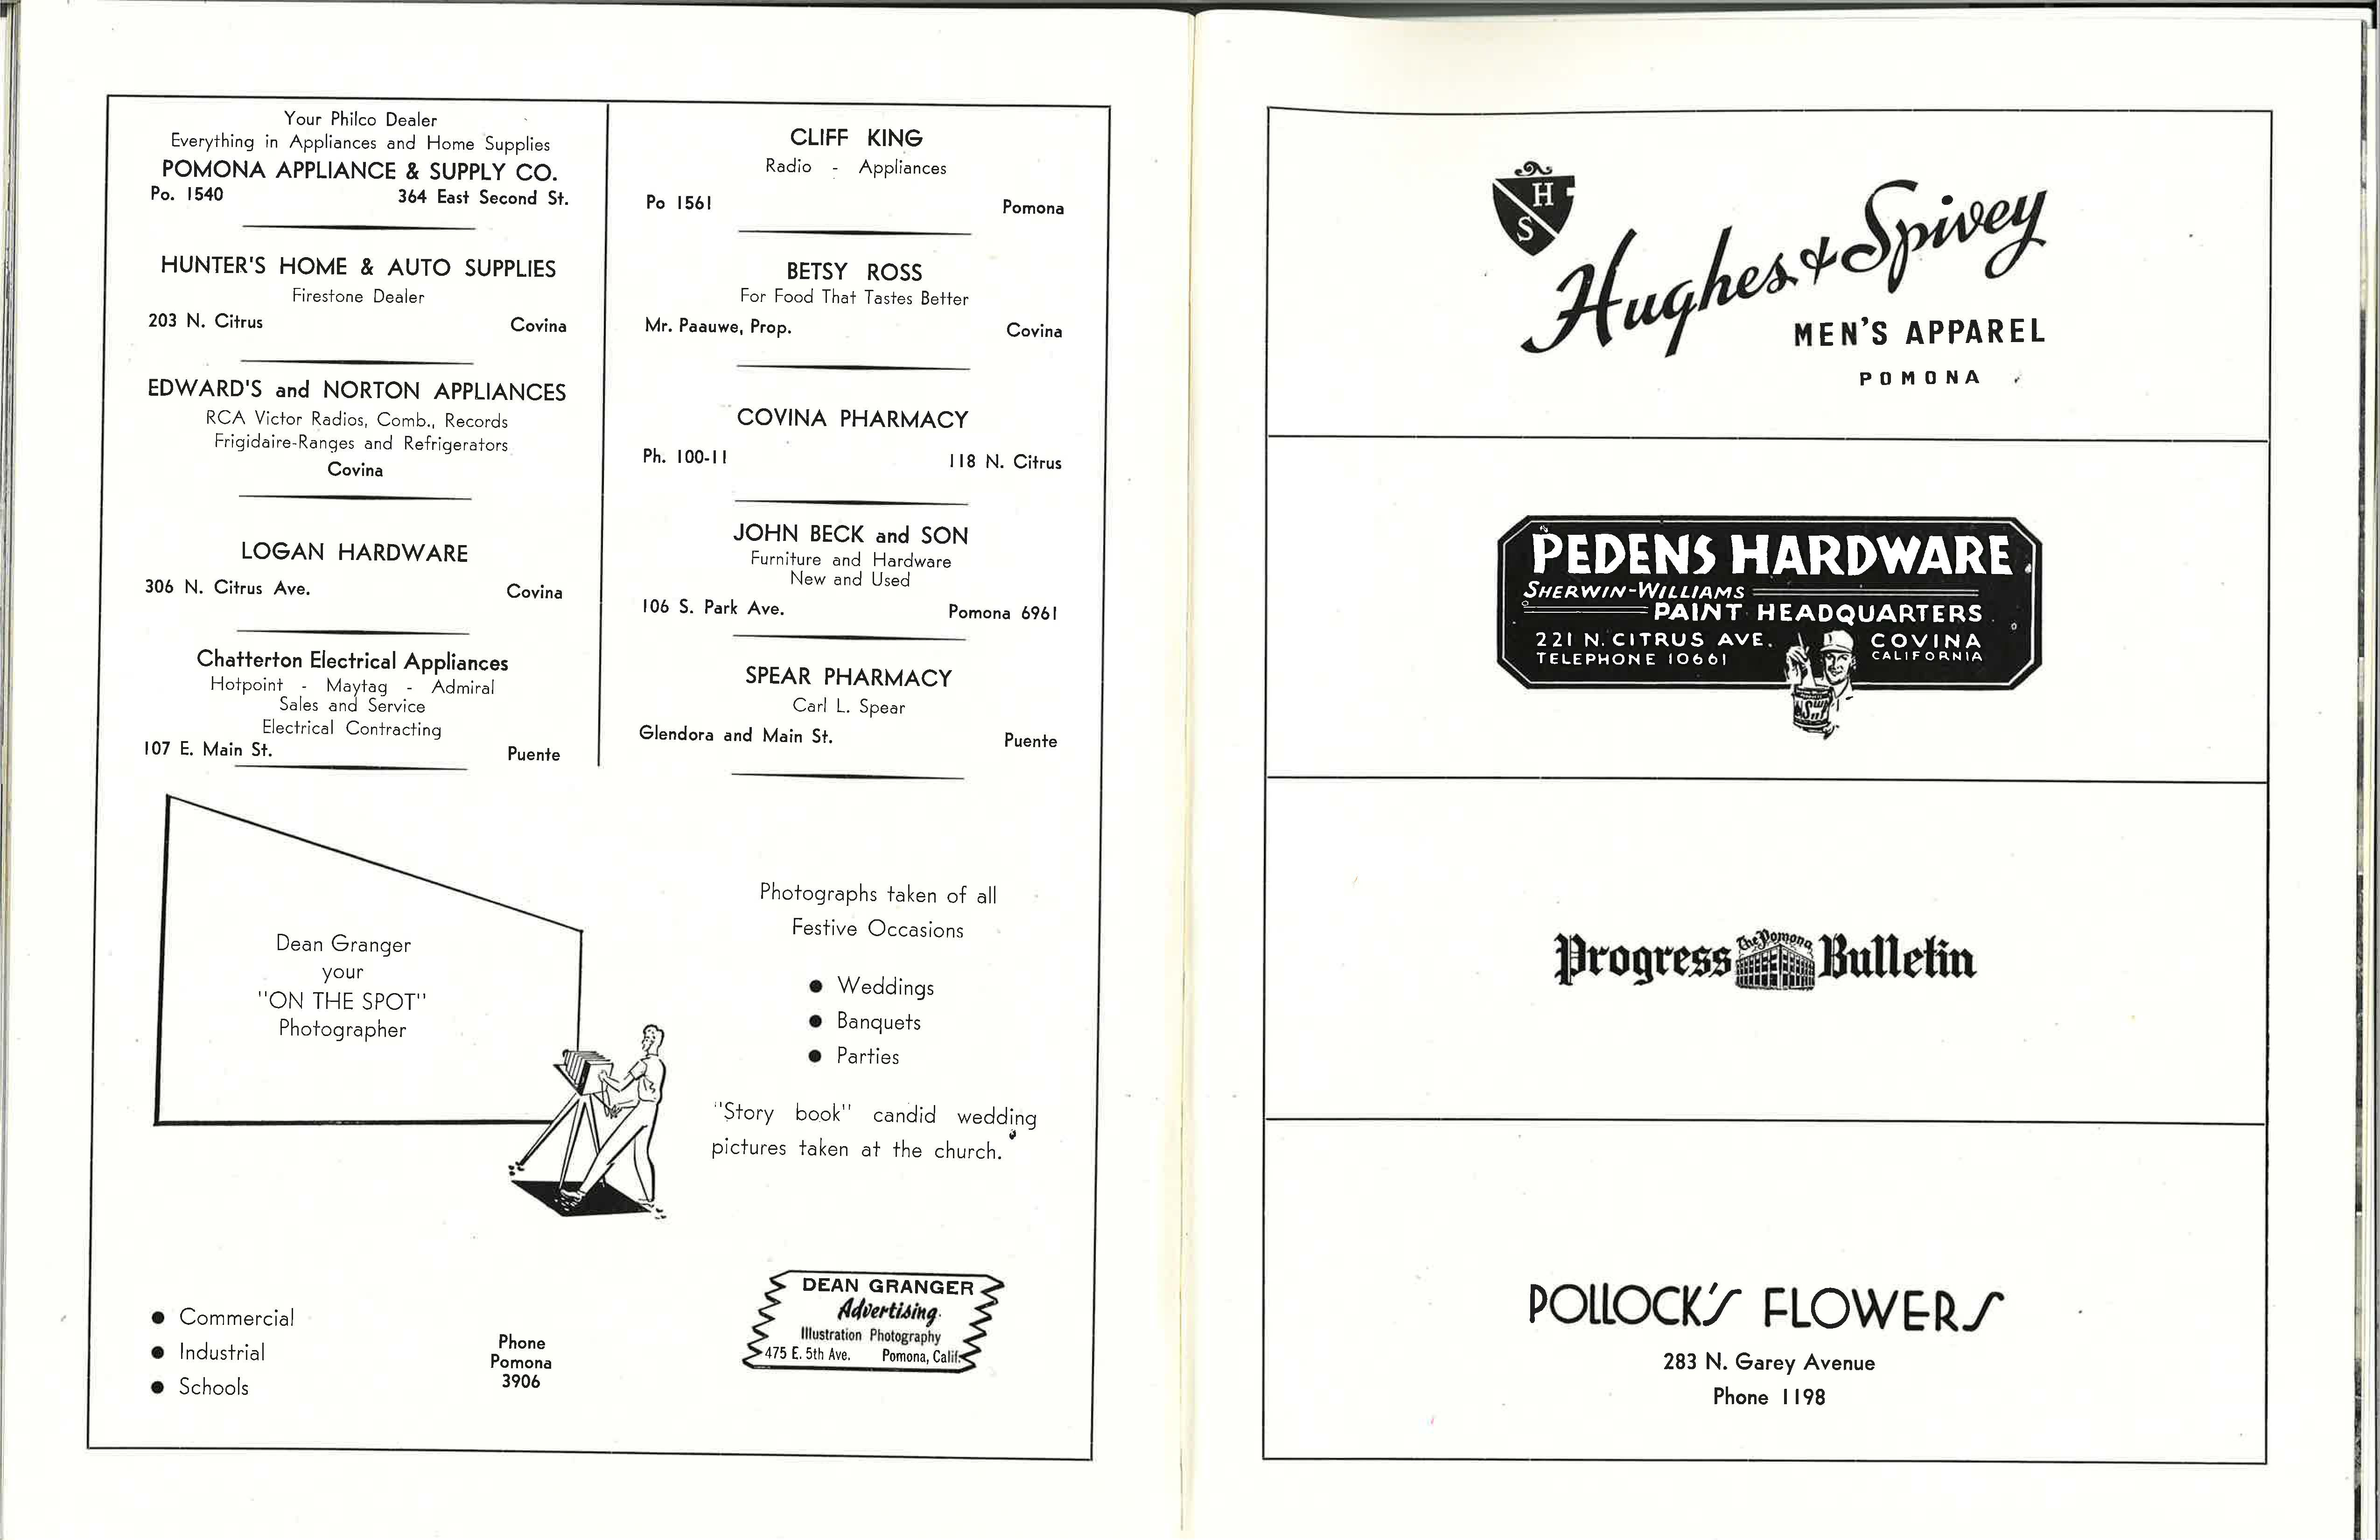 Your Philco Dealer
Everything in Appliances and Home Supplies
POMONA APPLIANCE & SUPPLY CO.
Po. 1540 364 East Second St.
HUNTER'S HOME & AUTO SUPPLIES
Firestone Dealer
203 N. Citrus Covina
EDWARD'S and NORTON APPLIANCES
RCA Victor Radios, Comb., Records
Frigidaire-Ranges and Refrigerators
Covina
LOGAN HARDWARE
306 N. Citrus Ave. Covina
Chatterton Electrical Appliances
Hotpoint - Maytag - Admiral
Sales and Service
Electrical Contracting
107 E. Main St. Puente
CLIFF KING
Radio - Appliances
Po 1561 Pomona
BETSY ROSS
For Food That Tastes Better
Mr. Paauwe, Prop. Covina
COVINA PHARMACY
Ph. 100-11 118 N. Citrus
JOHN BECK and SON
Furniture and Hardware
New and Used
106 S. Park Ave. Pomona 6961
SPEAR PHARMACY
Carl L. Spear
Glendora and Main St. Puente
Dean Granger
your
"ON THE SPOT"
Photographer
Photographs taken of all
Festive Occasions
● Weddings
● Banquets
● Parties
"Story book" candid wedding
pictures taken at the church.
● Commercial
● Industrial
● Schools
Phone
Pomona
3906
DEAN GRANGER
Advertising
Illustration Photography
475 E. 5th Ave. Pomona, Calif.
H
S
Hughes & Spivey
MEN'S APPAREL
POMONA
PEDENS HARDWARE
SHERWIN-WILLIAMS
PAINT HEADQUARTERS
221 N. CITRUS AVE. COVINA
TELEPHONE 10661 CALIFORNIA
SWP
Progress The Pomona Bulletin
POLLOCK'S FLOWERS
283 N. Garey Avenue
Phone 1198